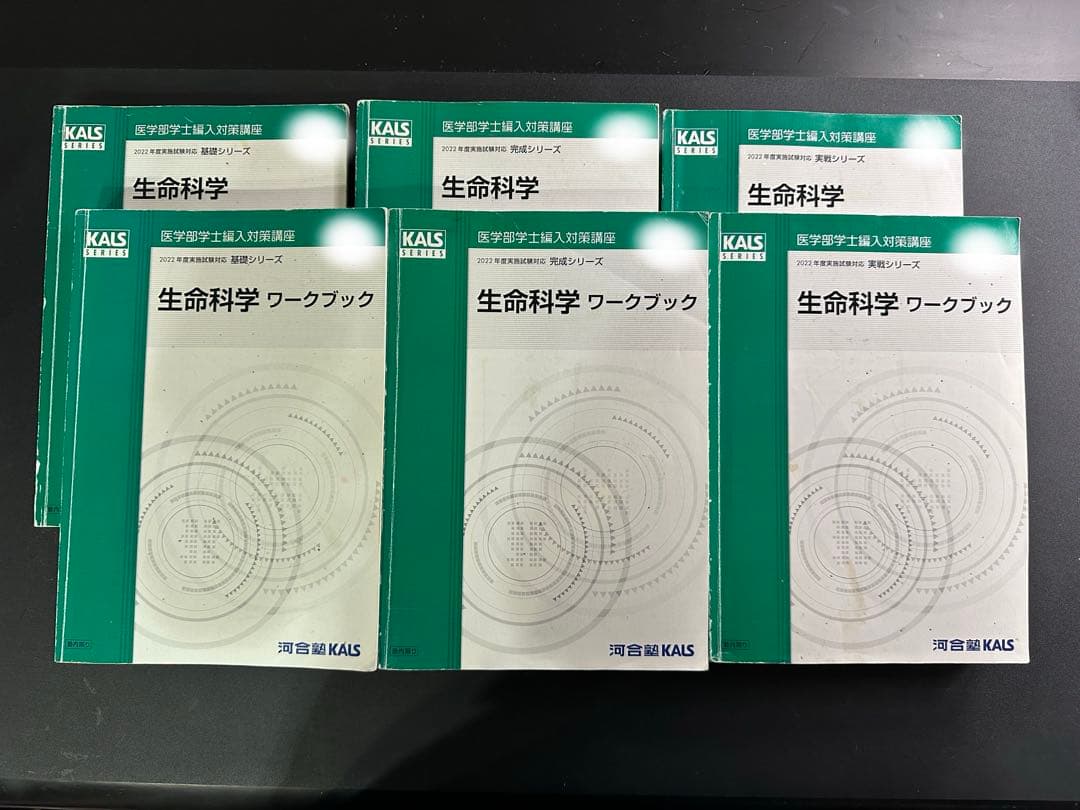 KALS
SERIES
医学部学士編入対策講座
2022年度実施試験対応 基礎シリーズ
生命科学
KALS
SERIES
医学部学士編入対策講座
2022年度実施試験対応 完成シリーズ
生命科学
KALS
SERIES
医学部学士編入対策講座
2022年度実施試験対応 実戦シリーズ
生命科学
KALS
SERIES
医学部学士編入対策講座
2022年度実施試験対応 基礎シリーズ
生命科学 ワークブック
塾内限り
河合塾KALS
KALS
SERIES
医学部学士編入対策講座
2022年度実施試験対応 完成シリーズ
生命科学 ワークブック
塾内限り
河合塾KALS
KALS
SERIES
医学部学士編入対策講座
2022年度実施試験対応 実戦シリーズ
生命科学 ワークブック
塾内限り
河合塾KALS